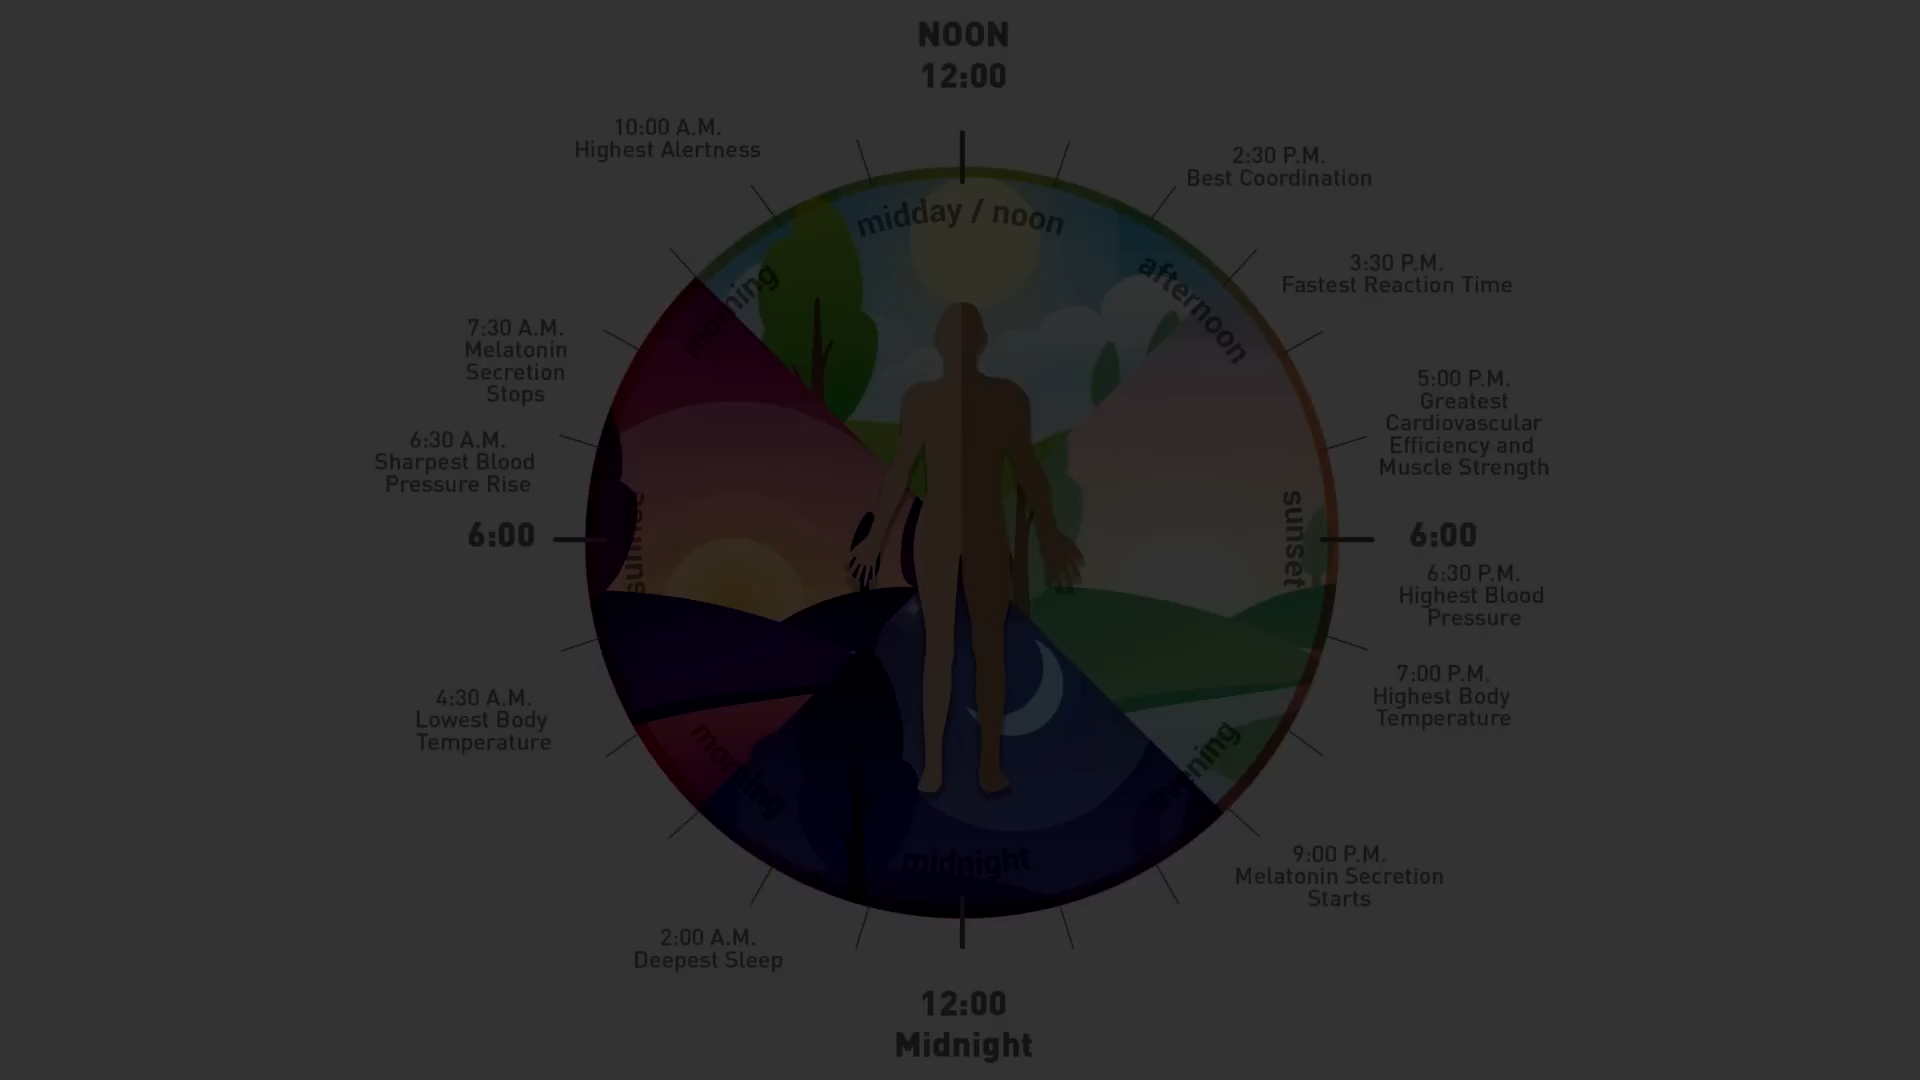 NOON
12:00
10:00 A.M.
Highest Alertness
2:30 P.M.
Best Coordination
midday / noon
morning
afternoon
3:30 P.M.
Fastest Reaction Time
7:30 A.M.
Melatonin
Secretion
Stops
5:00 P.M.
Greatest
Cardiovascular
Efficiency and
Muscle Strength
6:30 A.M.
Sharpest Blood
Pressure Rise
6:00
sunrise
sunset
6:00
6:30 P.M.
Highest Blood
Pressure
4:30 A.M.
Lowest Body
Temperature
7:00 P.M.
Highest Body
Temperature
morning
evening
midnight
9:00 P.M.
Melatonin Secretion
Starts
2:00 A.M.
Deepest Sleep
12:00
Midnight